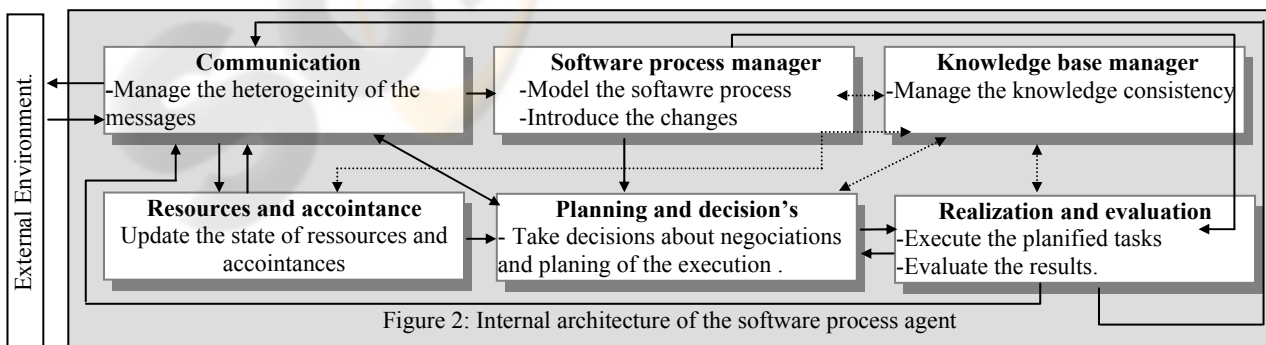 External Environment.
Communication
-Manage the heterogeinity of the
messages
Software process manager
-Model the softawre process
-Introduce the changes
Knowledge base manager
-Manage the knowledge consistency
Resources and accointance
Update the state of ressources and
accointances
Planning and decision's
- Take decisions about negociations
and planing of the execution .
Realization and evaluation
-Execute the planified tasks
-Evaluate the results.
Figure 2: Internal architecture of the software process agent